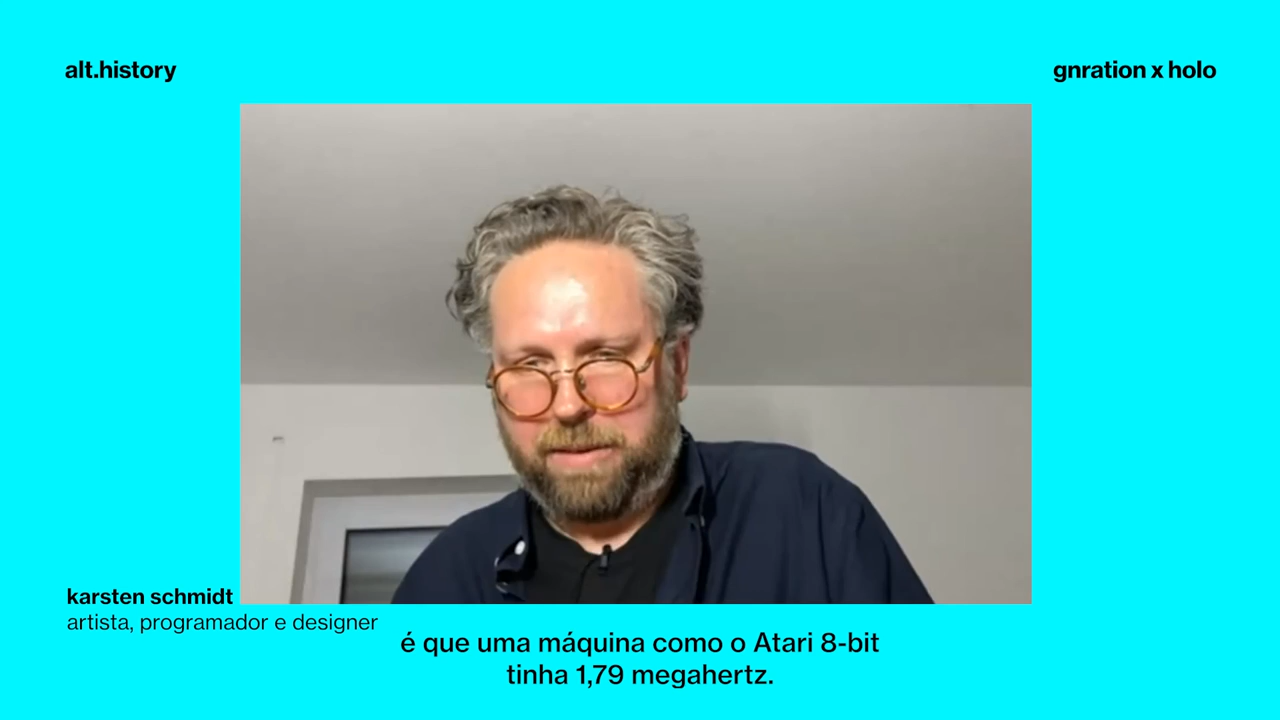 alt.history
gnration x holo
karsten schmidt
artista, programador e designer
é que uma máquina como o Atari 8-bit
tinha 1,79 megahertz.